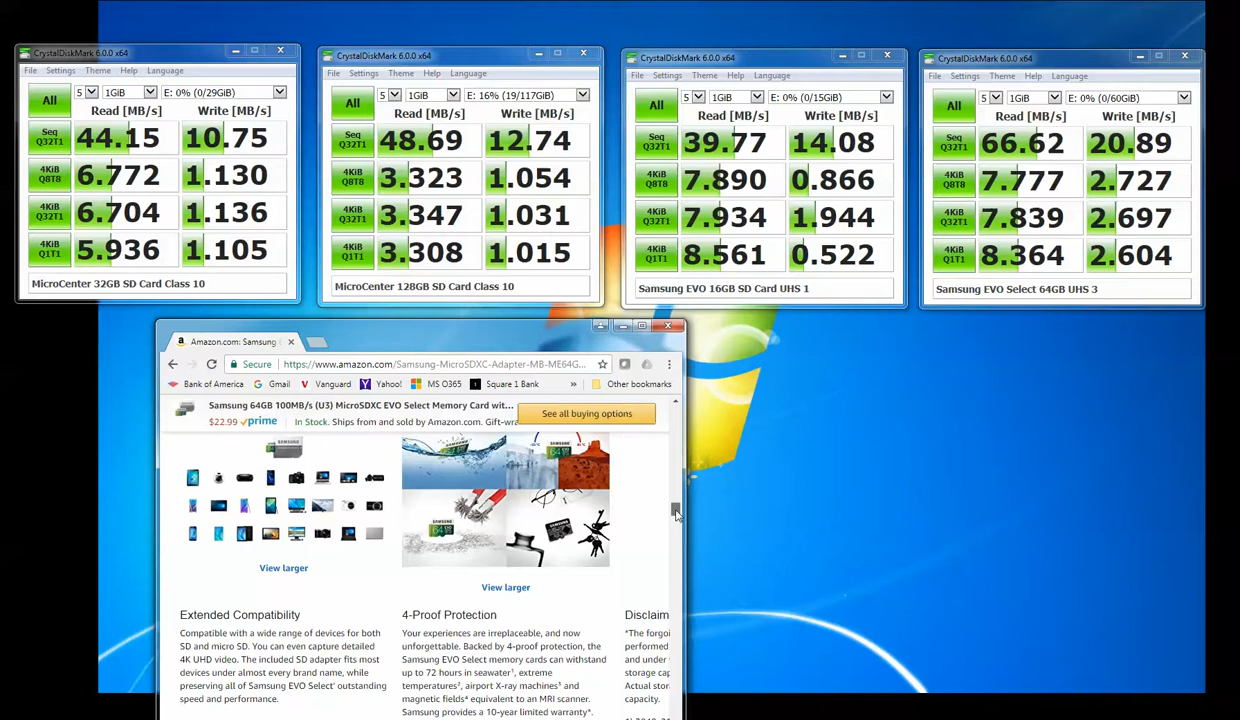 CrystalDiskMark 6.0.0 x64
File Settings Theme Help Language
All 5 1GiB E: 0% (0/29GiB)
Read [MB/s] Write [MB/s]
Seq Q32T1 44.15 10.75
4KiB Q8T8 6.772 1.130
4KiB Q32T1 6.704 1.136
4KiB Q1T1 5.936 1.105
MicroCenter 32GB SD Card Class 10
CrystalDiskMark 6.0.0 x64
File Settings Theme Help Language
All 5 1GiB E: 16% (19/117GiB)
Read [MB/s] Write [MB/s]
Seq Q32T1 48.69 12.74
4KiB Q8T8 3.323 1.054
4KiB Q32T1 3.347 1.031
4KiB Q1T1 3.308 1.015
MicroCenter 128GB SD Card Class 10
CrystalDiskMark 6.0.0 x64
File Settings Theme Help Language
All 5 1GiB E: 0% (0/15GiB)
Read [MB/s] Write [MB/s]
Seq Q32T1 39.77 14.08
4KiB Q8T8 7.890 0.866
4KiB Q32T1 7.934 1.944
4KiB Q1T1 8.561 0.522
Samsung EVO 16GB SD Card UHS 1
CrystalDiskMark 6.0.0 x64
File Settings Theme Help Language
All 5 1GiB E: 0% (0/60GiB)
Read [MB/s] Write [MB/s]
Seq Q32T1 66.62 20.89
4KiB Q8T8 7.777 2.727
4KiB Q32T1 7.839 2.697
4KiB Q1T1 8.364 2.604
Samsung EVO Select 64GB UHS 3
Amazon.com: Samsung
Secure https://www.amazon.com/Samsung-MicroSDXC-Adapter-MB-ME64G...
Bank of America Gmail Vanguard Yahoo! MS O365 Square 1 Bank » Other bookmarks
Samsung 64GB 100MB/s (U3) MicroSDXC EVO Select Memory Card wit...
See all buying options
$22.99 prime In Stock. Ships from and sold by Amazon.com. Gift-wra
View larger
View larger
Extended Compatibility
Compatible with a wide range of devices for both
SD and micro SD. You can even capture detailed
4K UHD video. The included SD adapter fits most
devices under almost every brand name, while
preserving all of Samsung EVO Select' outstanding
speed and performance.
4-Proof Protection
Your experiences are irreplaceable, and now
unforgettable. Backed by 4-proof protection, the
Samsung EVO Select memory cards can withstand
up to 72 hours in seawater¹, extreme
temperatures², airport X-ray machines³ and
magnetic fields⁴ equivalent to an MRI scanner.
Samsung provides a 10-year limited warranty*.
Disclaim
*The forgoi
performed
and under
storage cap
Actual stor
capacity.